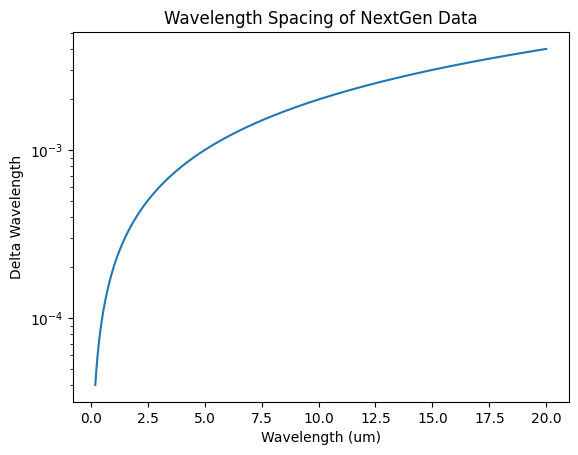 Wavelength Spacing of NextGen Data
Delta Wavelength
10⁻³
10⁻⁴
0.0 2.5 5.0 7.5 10.0 12.5 15.0 17.5 20.0
Wavelength (um)